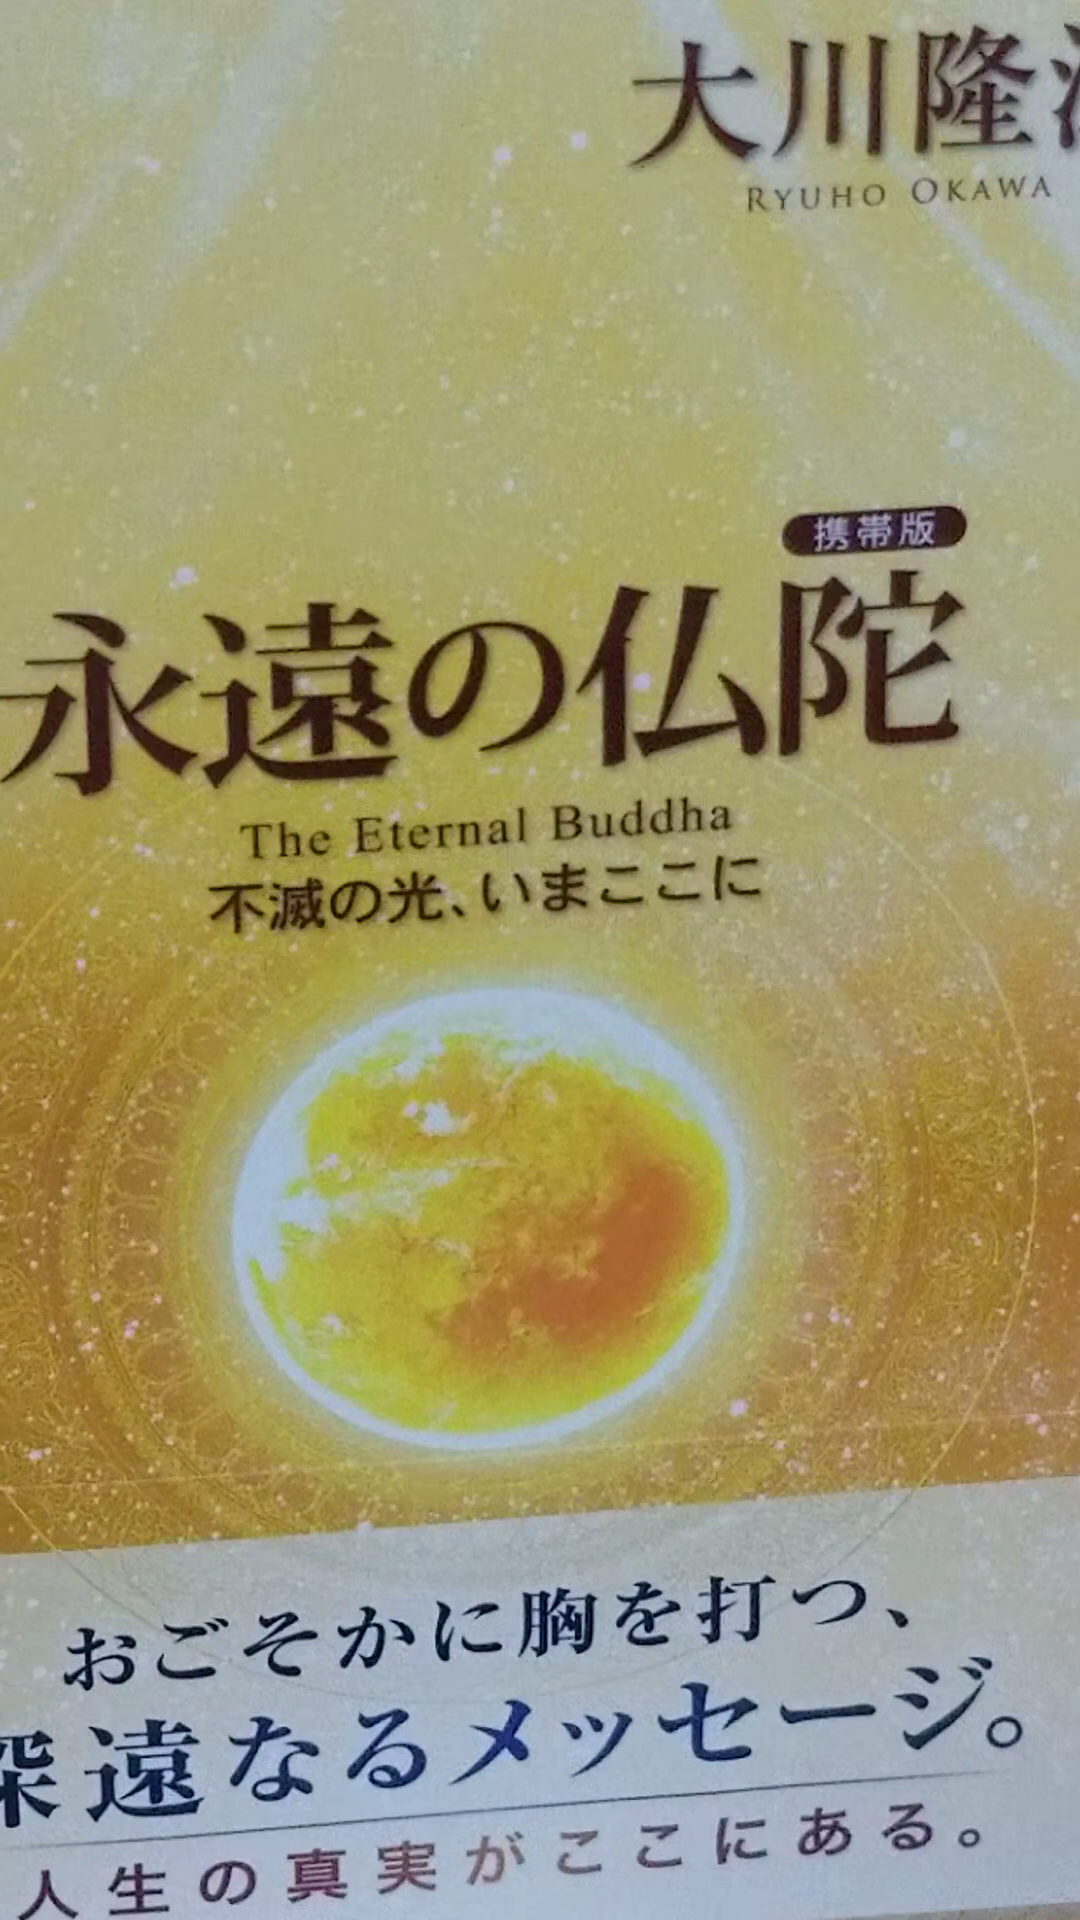 大川隆
RYUHO OKAWA
携帯版
永遠の仏陀
The Eternal Buddha
不滅の光、いまここに
おごそかに胸を打つ、
深遠なるメッセージ。
人生の真実がここにある。